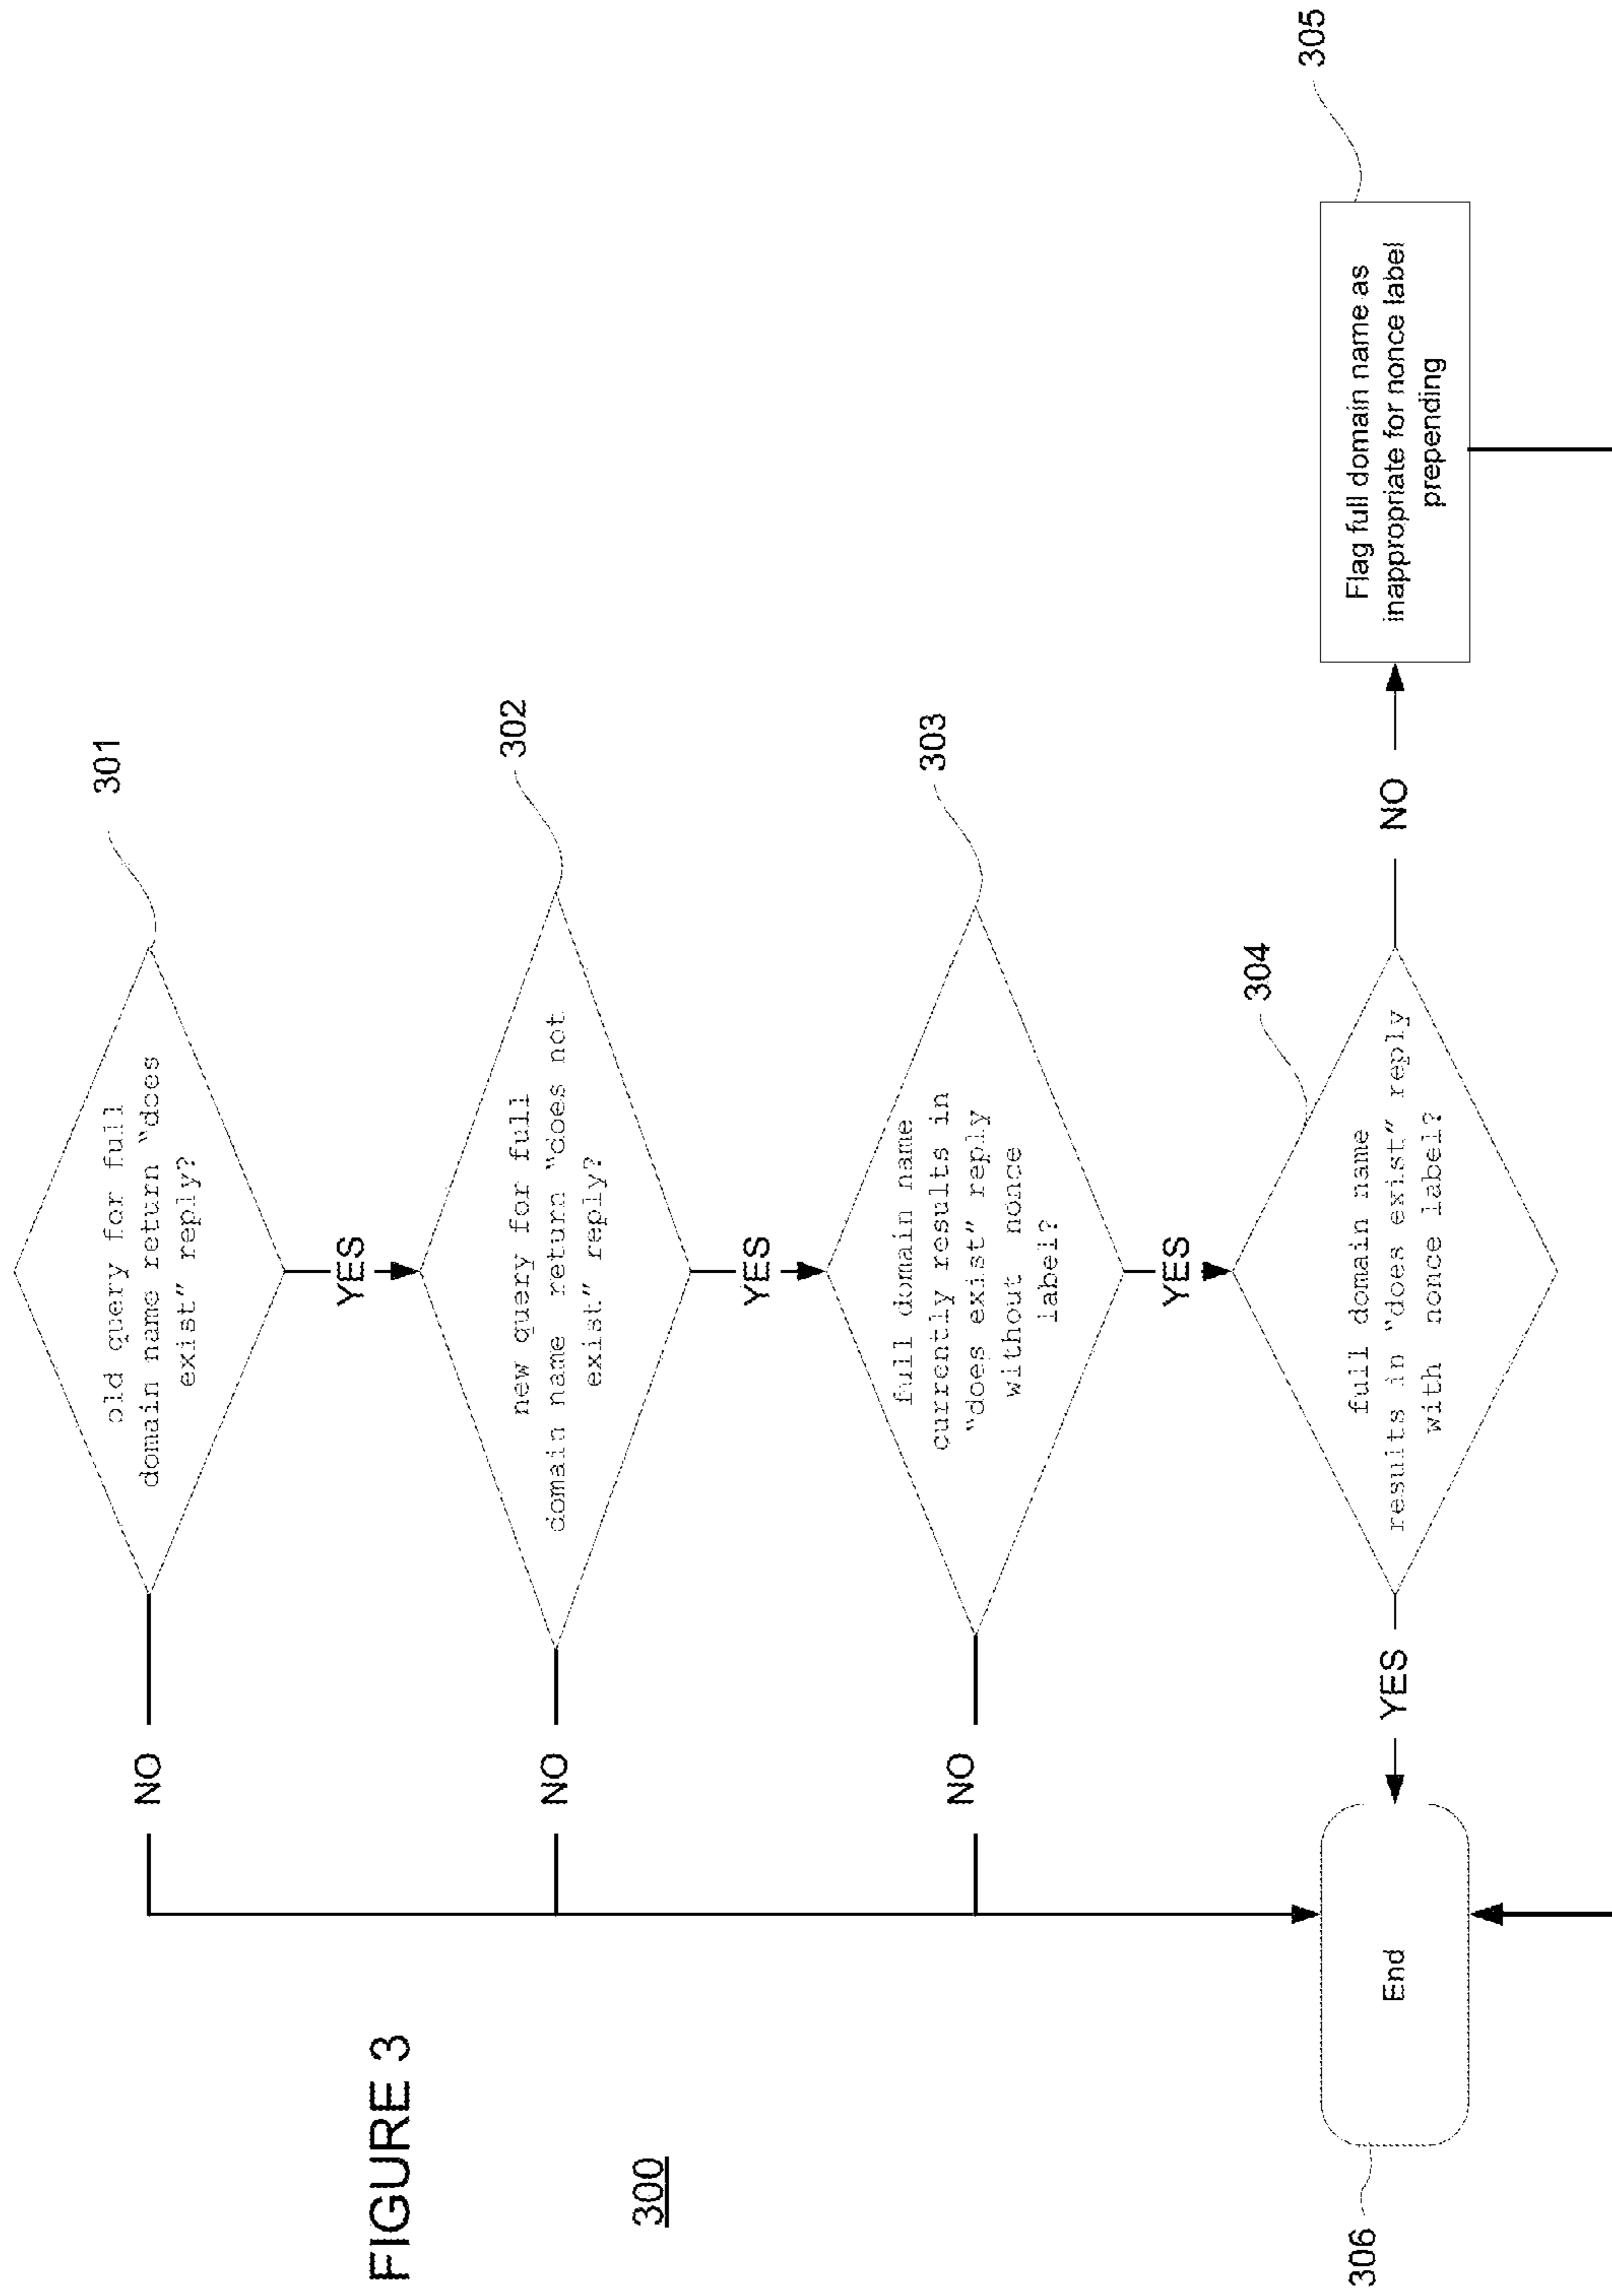 FIGURE 3
300
301
old query for full
domain name return "does
exist" reply?
NO
YES
302
new query for full
domain name return "does not
exist" reply?
NO
YES
303
full domain name
currently results in
"does exist" reply
without nonce
label?
NO
YES
304
full domain name
results in "does exist" reply
with nonce label?
YES
NO
305
Flag full domain name as
inappropriate for nonce label
prepending
End
306